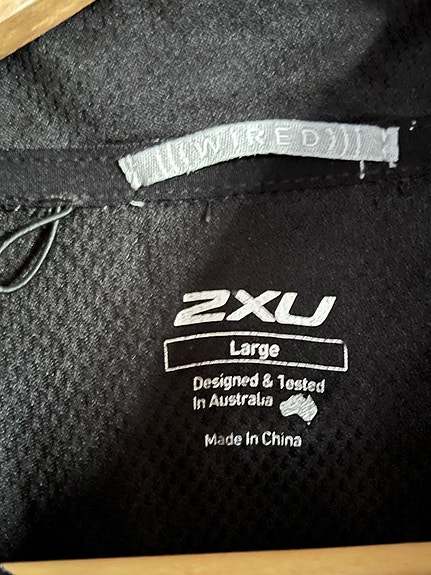 (((WIRED)))
2XU
Large
Designed & Tested
In Australia
Made In China